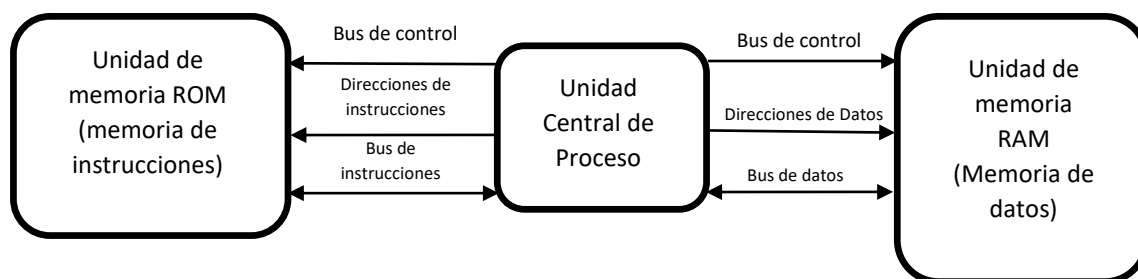 Unidad de
memoria ROM
(memoria de
instrucciones)
Bus de control
Direcciones de
instrucciones
Bus de
instrucciones
Unidad
Central de
Proceso
Bus de control
Direcciones de Datos
Bus de datos
Unidad de
memoria
RAM
(Memoria de
datos)